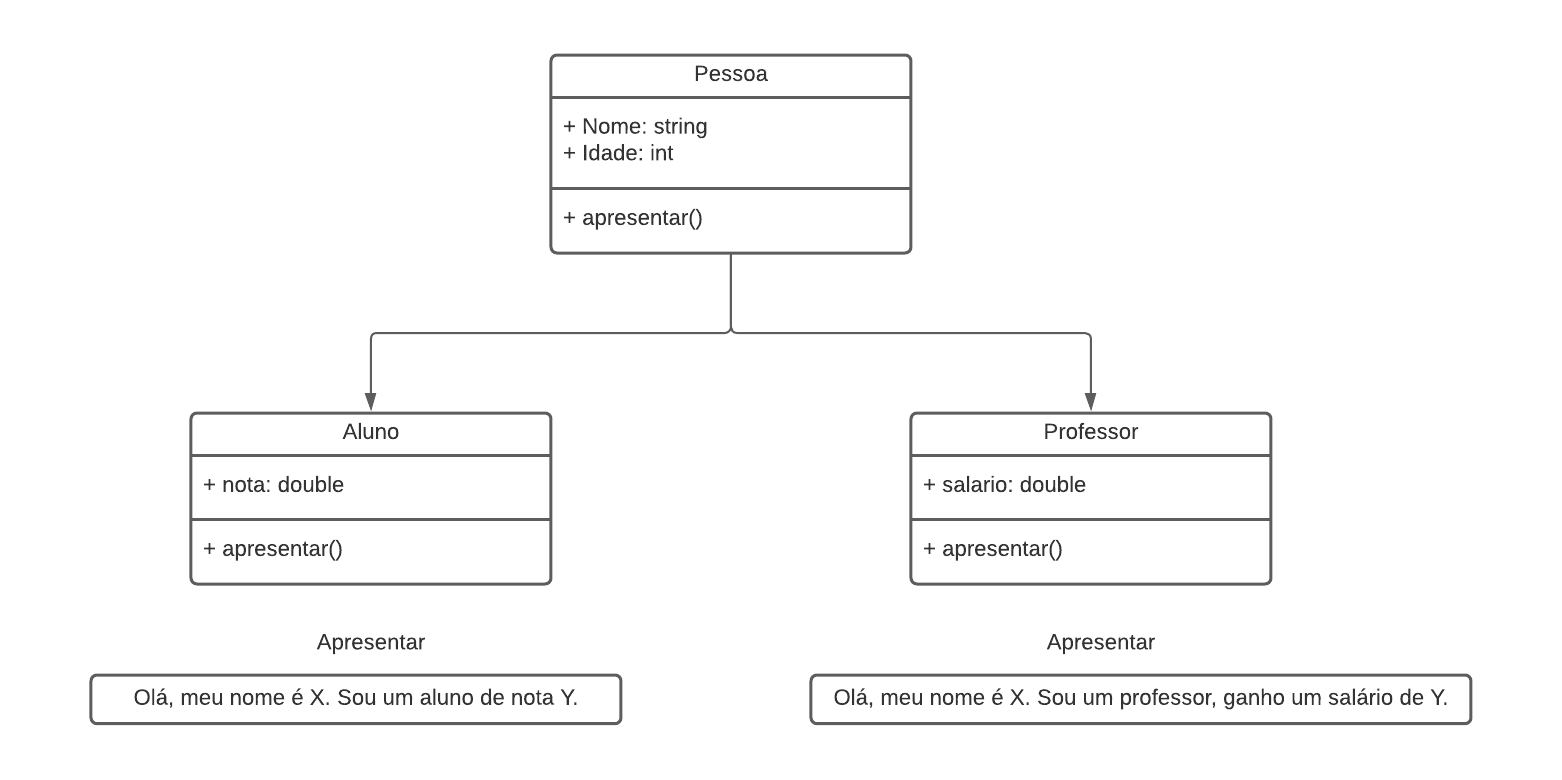 Pessoa
+ Nome: string
+ Idade: int
+ apresentar()
Aluno
+ nota: double
+ apresentar()
Professor
+ salario: double
+ apresentar()
Apresentar
Olá, meu nome é X. Sou um aluno de nota Y.
Apresentar
Olá, meu nome é X. Sou um professor, ganho um salário de Y.